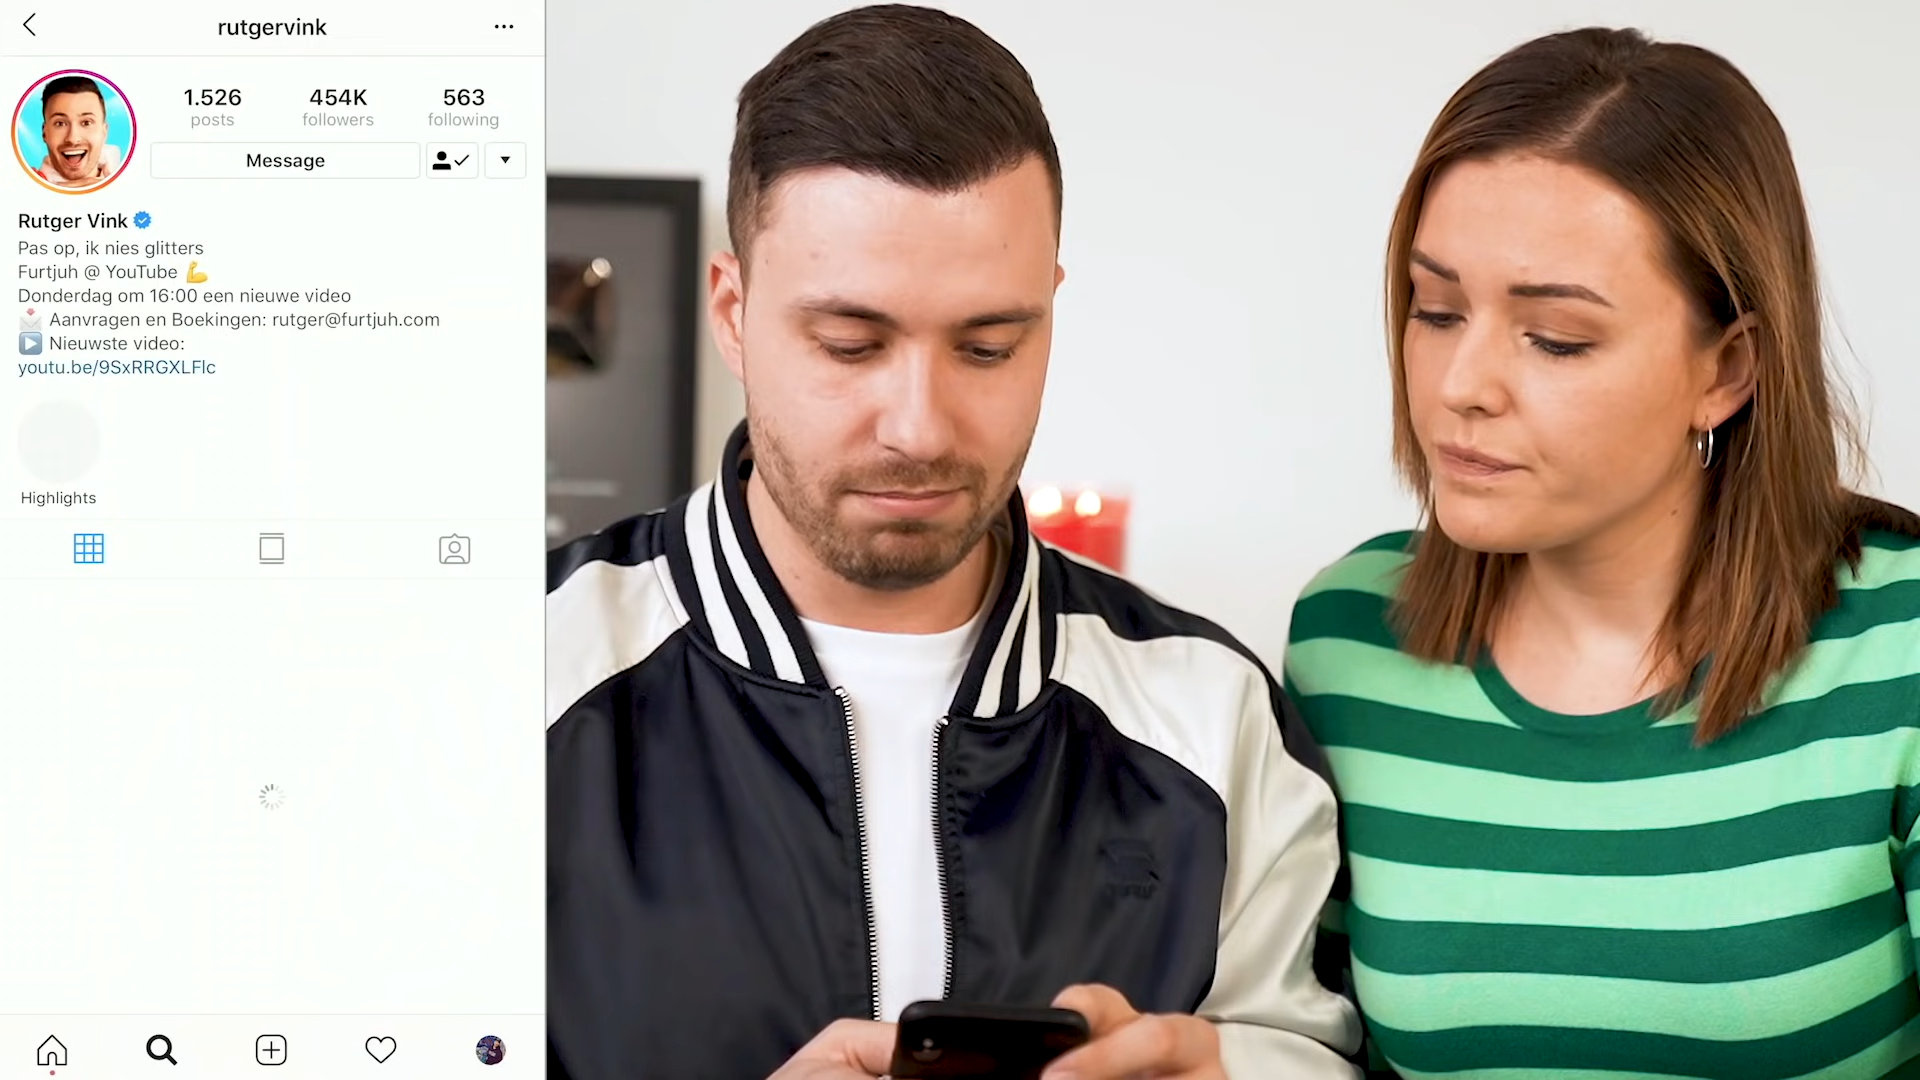 rutgervink
1.526 454K 563
posts followers following
Message
Rutger Vink
Pas op, ik nies glitters
Furtjuh @ YouTube 💪
Donderdag om 16:00 een nieuwe video
📩 Aanvragen en Boekingen: rutger@furtjuh.com
▶️ Nieuwste video:
youtu.be/9SxRRGXLFlc
Highlights